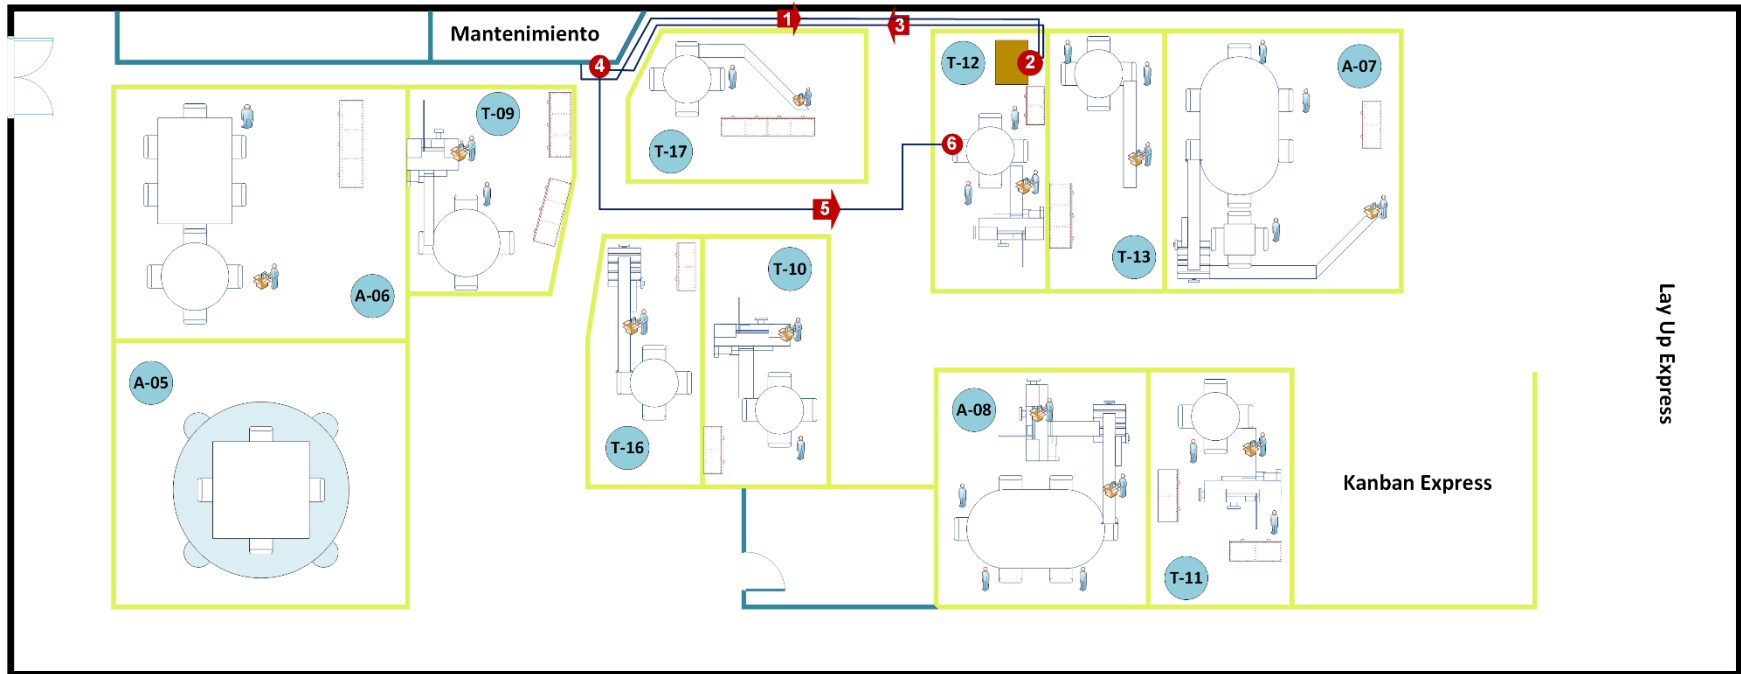 Mantenimiento
1
3
4
T-12
2
A-07
T-09
T-17
6
5
A-06
T-10
T-13
A-05
T-16
A-08
T-11
Kanban Express
Lay Up Express